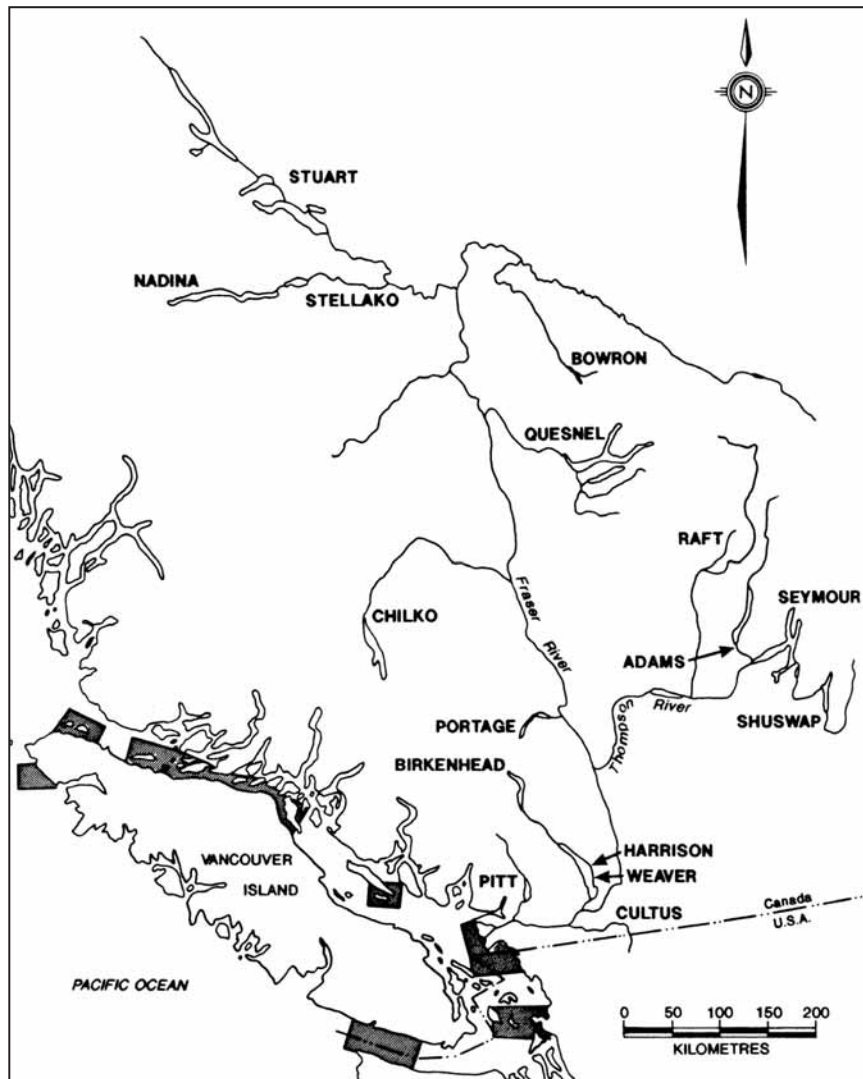 N
STUART
NADINA
STELLAKO
BOWRON
QUESNEL
RAFT
SEYMOUR
CHILKO
Fraser
River
ADAMS
Thompson
River
SHUSWAP
PORTAGE
BIRKENHEAD
HARRISON
WEAVER
VANCOUVER
ISLAND
PITT
CULTUS
Canada
U.S.A.
PACIFIC OCEAN
0 50 100 150 200
KILOMETRES